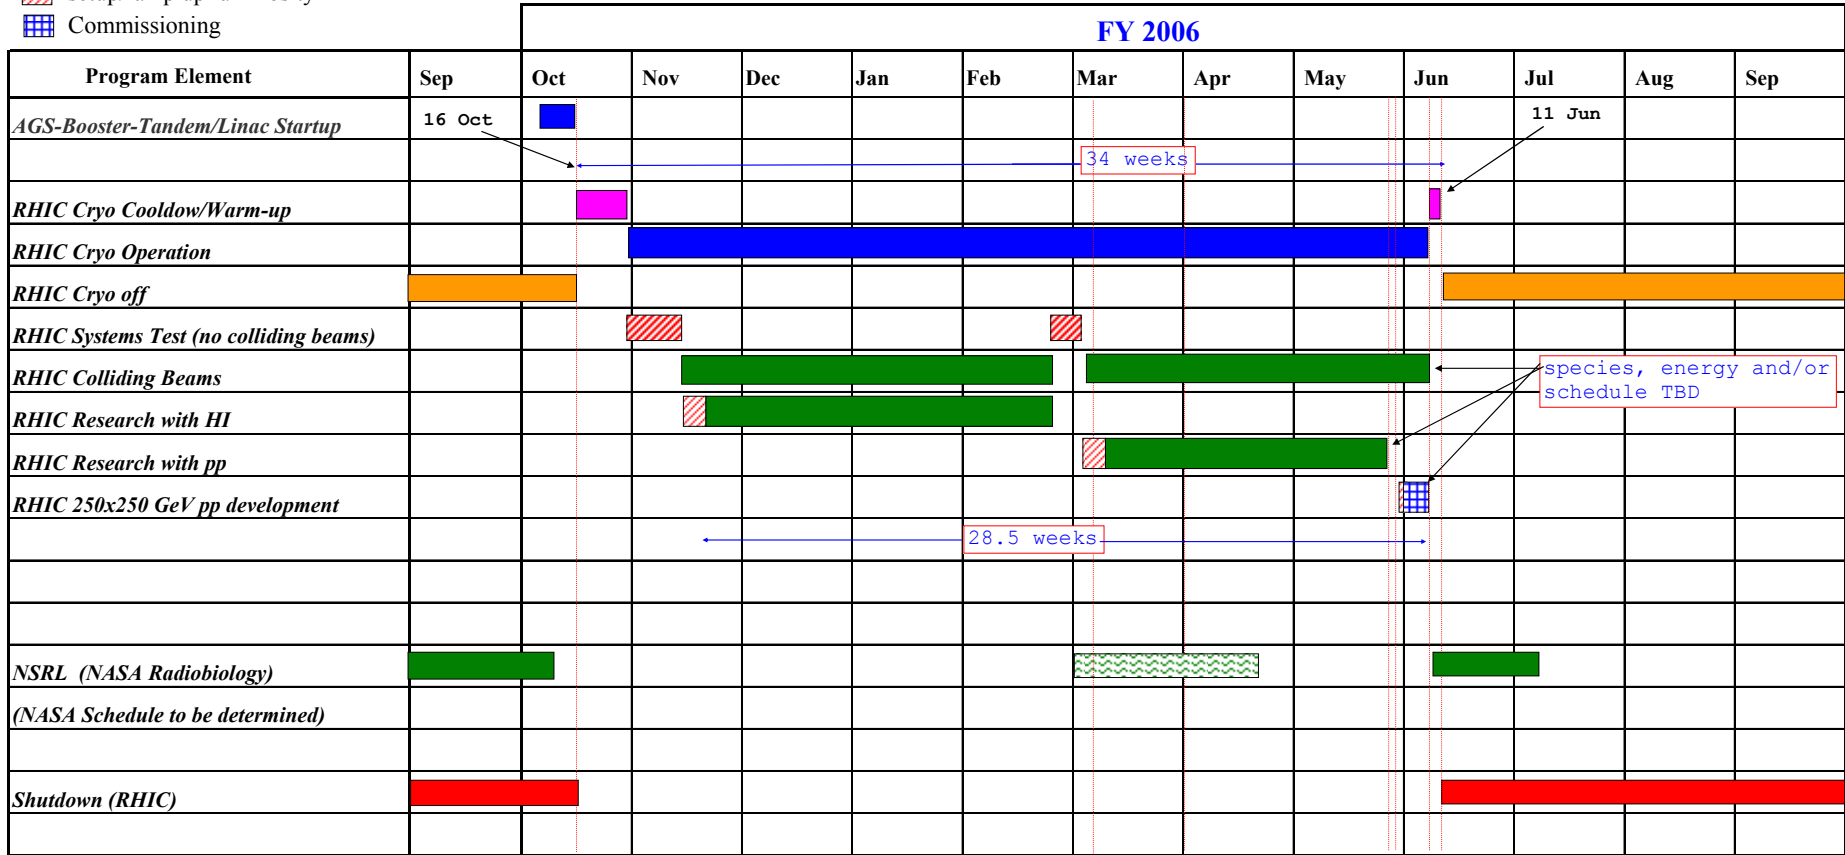 Commissioning
FY 2006
Program Element Sep Oct Nov Dec Jan Feb Mar Apr May Jun Jul Aug Sep
AGS-Booster-Tandem/Linac Startup
16 Oct
11 Jun
34 weeks
RHIC Cryo Cooldow/Warm-up
RHIC Cryo Operation
RHIC Cryo off
RHIC Systems Test (no colliding beams)
RHIC Colliding Beams
species, energy and/or
schedule TBD
RHIC Research with HI
RHIC Research with pp
RHIC 250x250 GeV pp development
28.5 weeks
NSRL (NASA Radiobiology)
(NASA Schedule to be determined)
Shutdown (RHIC)